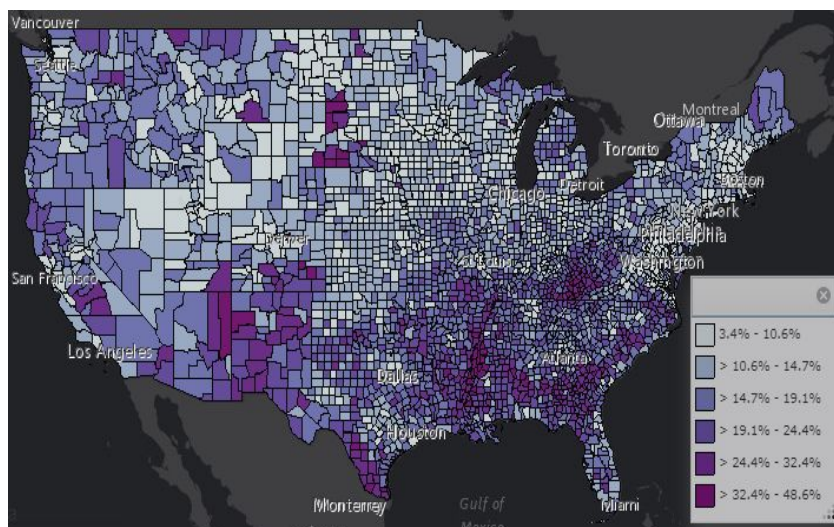 Vancouver
Seattle
Ottawa
Montreal
Toronto
Boston
Chicago
Detroit
New York
Philadelphia
Denver
Washington
San Francisco
Los Angeles
Atlanta
Dallas
Houston
Monterrey
Gulf of
Mexico
Miami
3.4% - 10.6%
> 10.6% - 14.7%
> 14.7% - 19.1%
> 19.1% - 24.4%
> 24.4% - 32.4%
> 32.4% - 48.6%